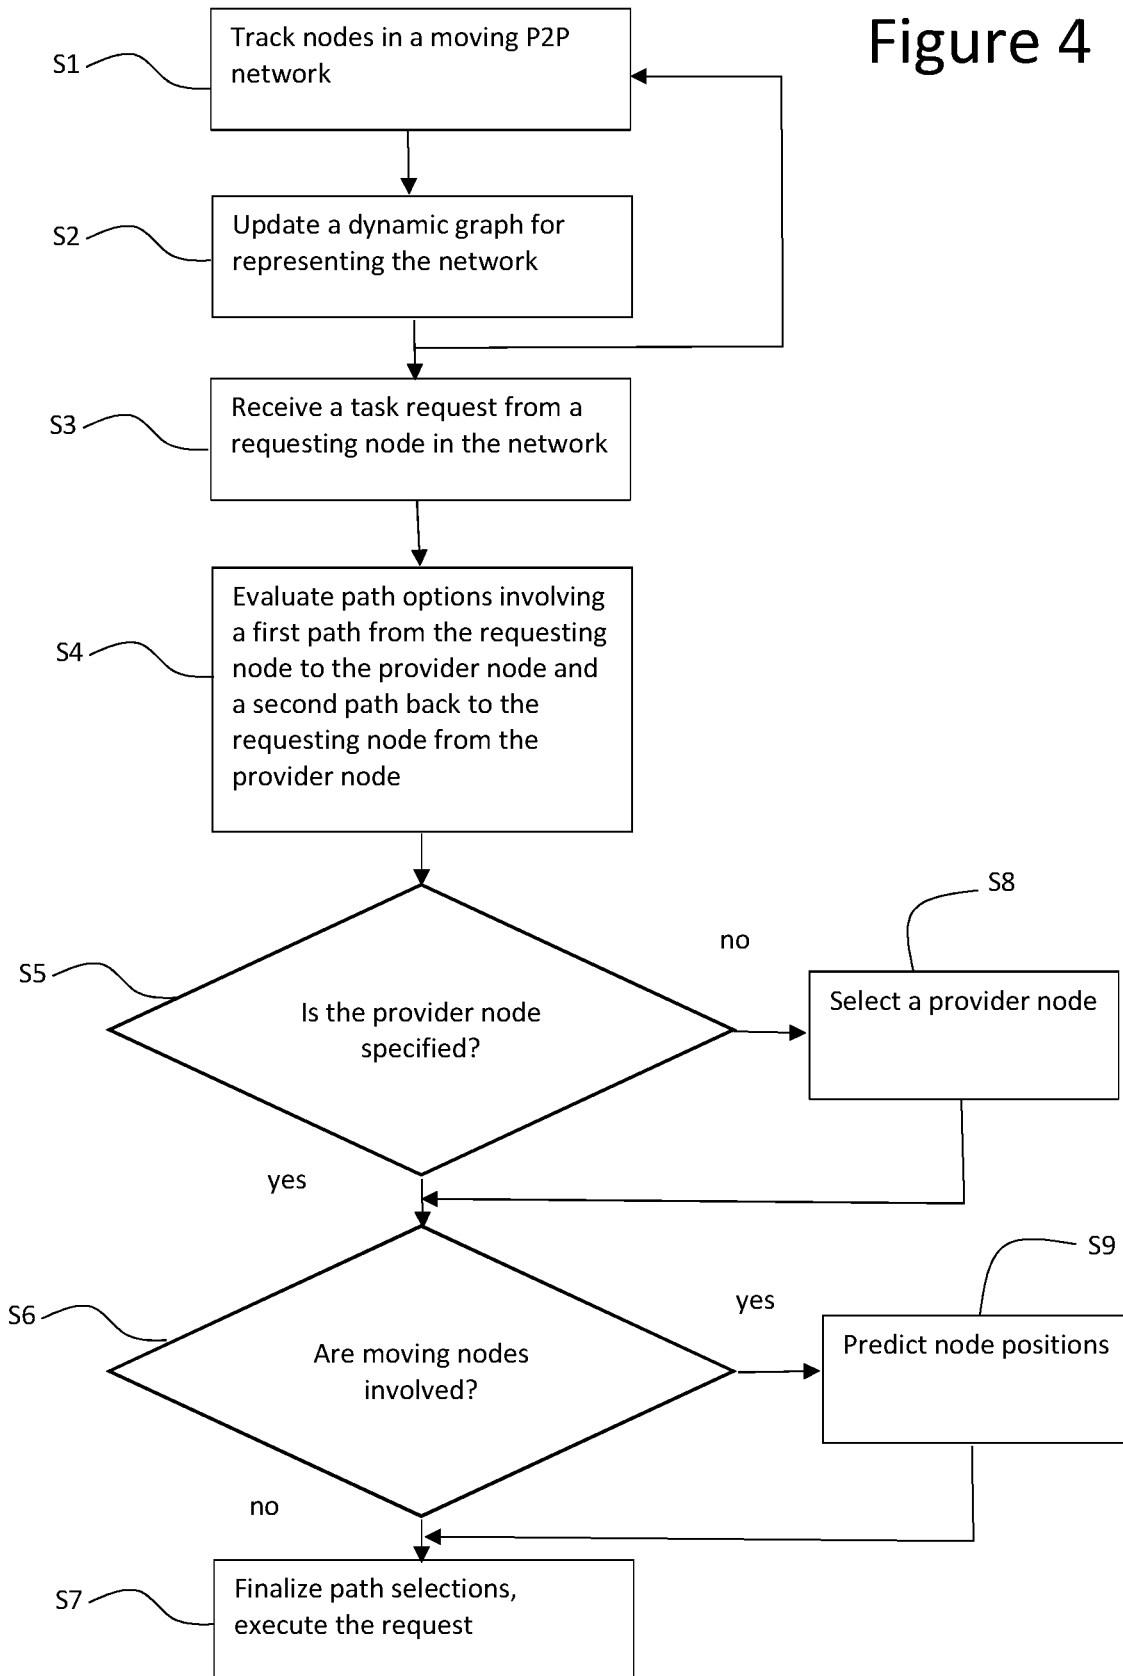 Figure 4
S1
Track nodes in a moving P2P
network
S2
Update a dynamic graph for
representing the network
S3
Receive a task request from a
requesting node in the network
S4
Evaluate path options involving
a first path from the requesting
node to the provider node and
a second path back to the
requesting node from the
provider node
S5
Is the provider node
specified?
no
S8
Select a provider node
yes
S6
Are moving nodes
involved?
yes
S9
Predict node positions
no
S7
Finalize path selections,
execute the request